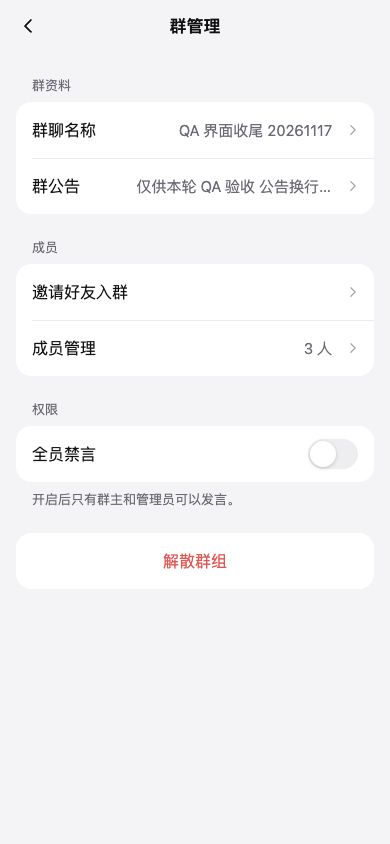 群管理
群资料
群聊名称 QA 界面收尾 20261117
群公告 仅供本轮 QA 验收 公告换行...
成员
邀请好友入群
成员管理 3 人
权限
全员禁言
开启后只有群主和管理员可以发言。
解散群组